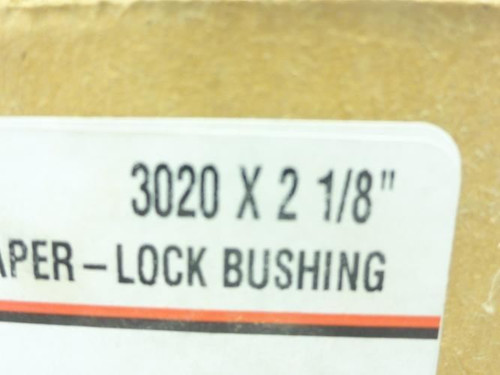 3020 X 2 1/8"
APER-LOCK BUSHING